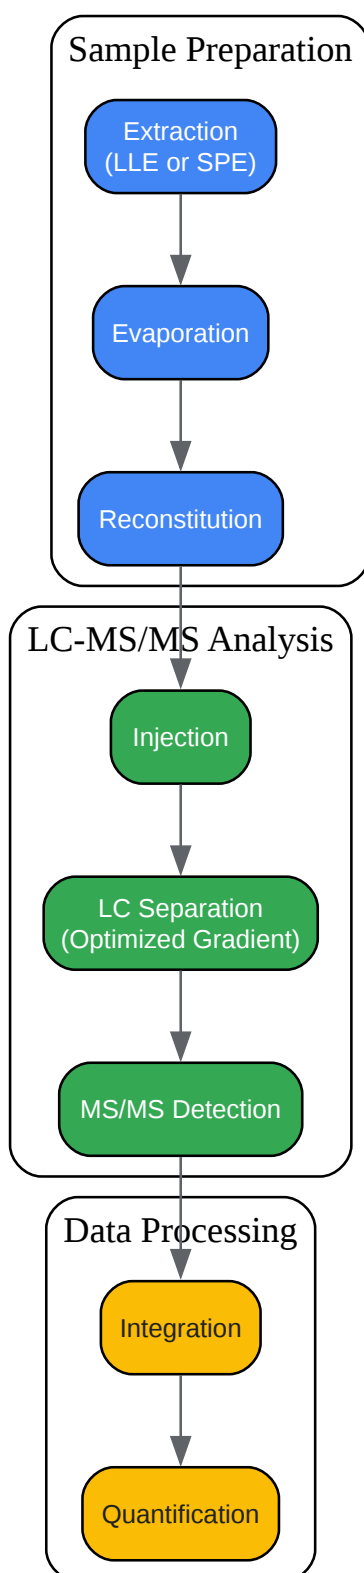 Sample Preparation
Extraction
(LLE or SPE)
Evaporation
Reconstitution
LC-MS/MS Analysis
Injection
LC Separation
(Optimized Gradient)
MS/MS Detection
Data Processing
Integration
Quantification